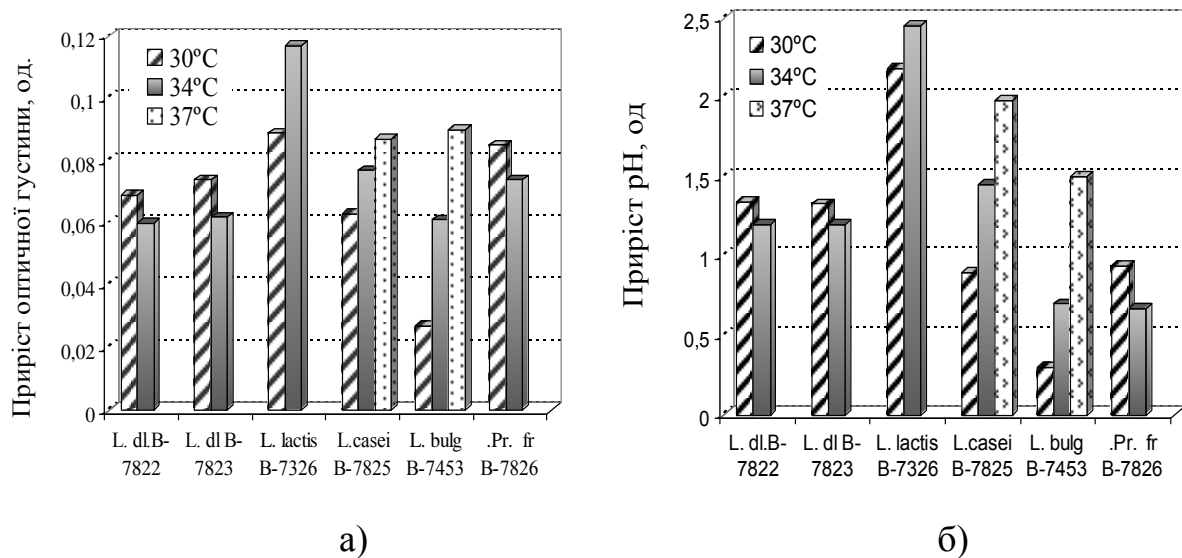 Приріст оптичної густини, од.
0,12
0,1
0,08
0,06
0,04
0,02
0
30ºC
34ºC
37ºC
L. dl.B-
7822
L. dl B-
7823
L. lactis
B-7326
L.casei
B-7825
L. bulg
B-7453
.Pr. fr
B-7826
а)
Приріст pH, од
2,5
2
1,5
1
0,5
0
30ºC
34ºC
37ºC
L. dl.B-
7822
L. dl B-
7823
L. lactis
B-7326
L.casei
B-7825
L. bulg
B-7453
.Pr. fr
B-7826
б)